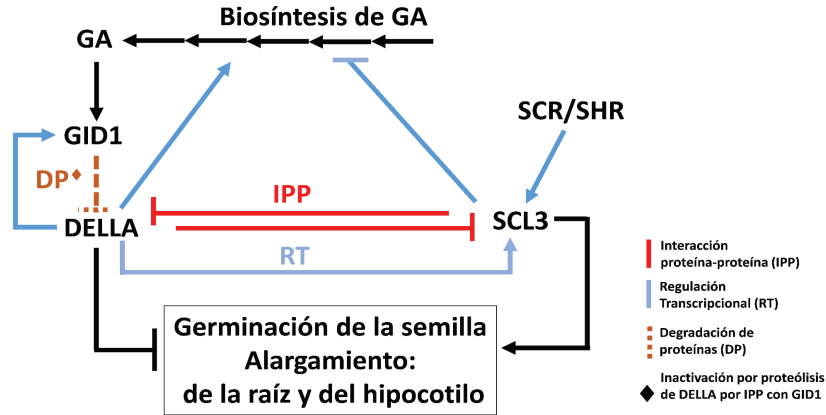 Biosíntesis de GA
GA
SCR/SHR
GID1
DP♦
IPP
DELLA
SCL3
RT
Germinación de la semilla
Alargamiento:
de la raíz y del hipocotilo
Interacción
proteína-proteína (IPP)
Regulación
Transcripcional (RT)
Degradación de
proteínas (DP)
Inactivación por proteólisis
de DELLA por IPP con GID1